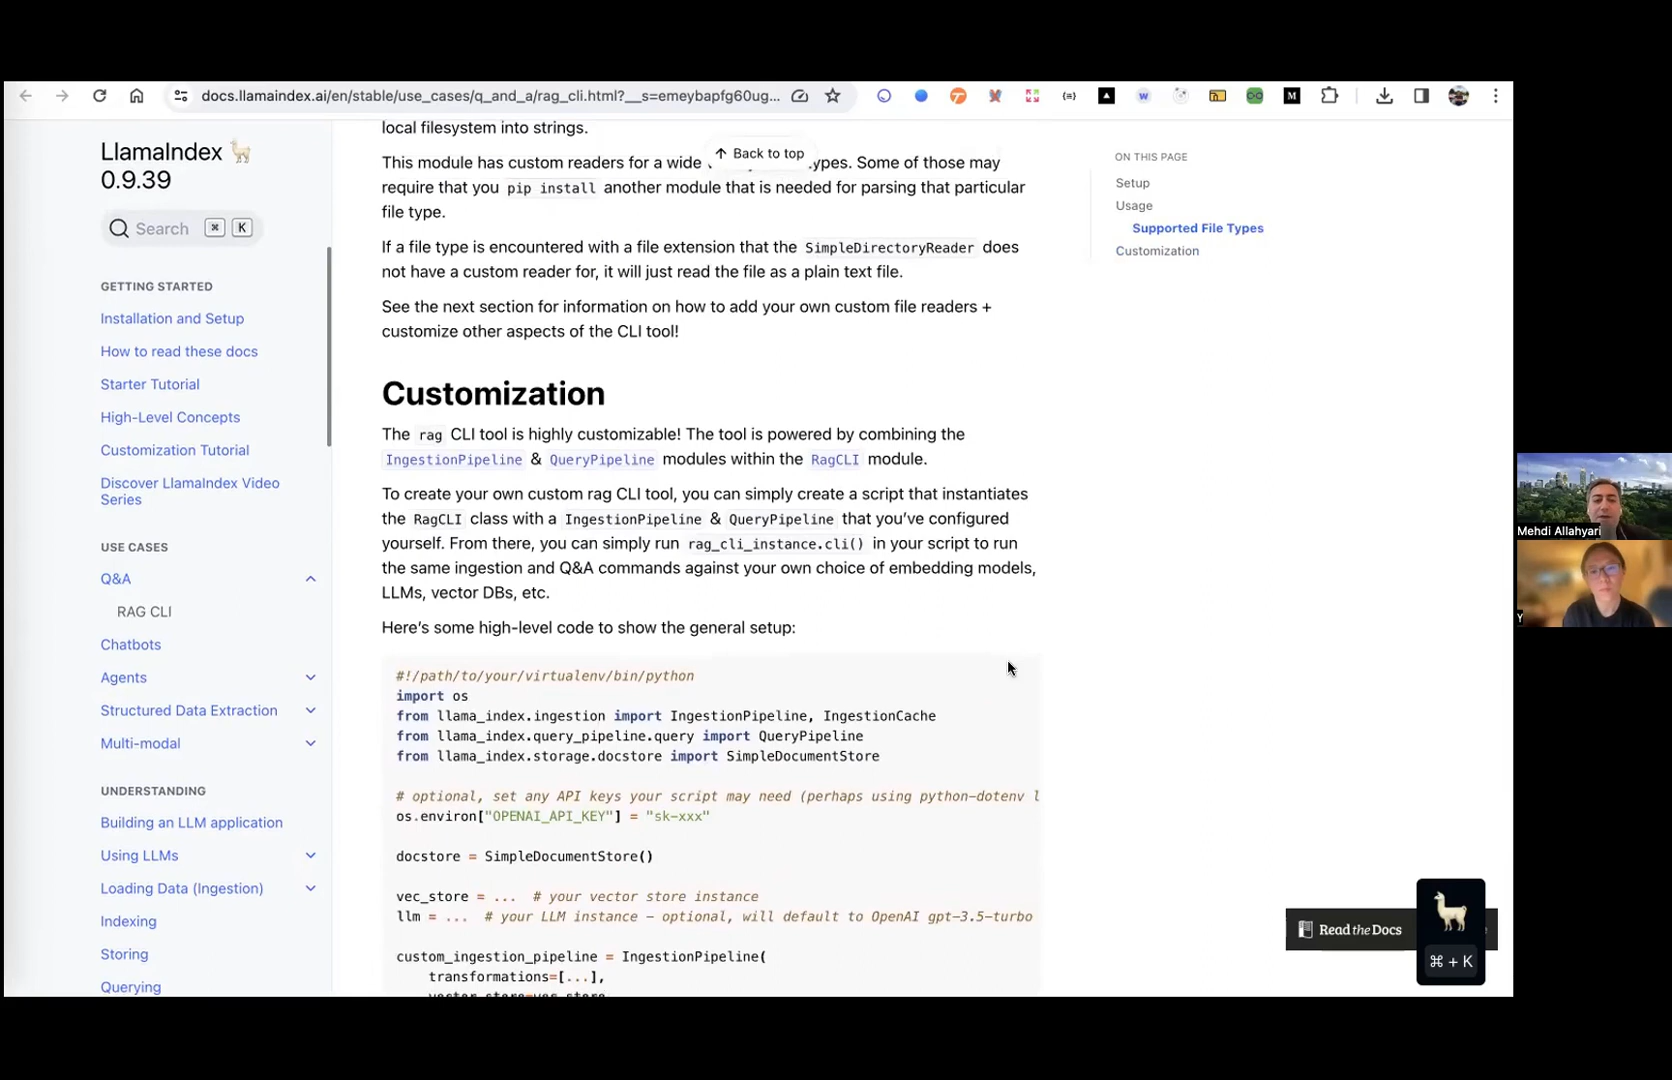 docs.llamaindex.ai/en/stable/use_cases/q_and_a/rag_cli.html?__s=emeybapfg60ug...
LlamaIndex
0.9.39
Search ⌘ K
GETTING STARTED
Installation and Setup
How to read these docs
Starter Tutorial
High-Level Concepts
Customization Tutorial
Discover LlamaIndex Video
Series
USE CASES
Q&A
RAG CLI
Chatbots
Agents
Structured Data Extraction
Multi-modal
UNDERSTANDING
Building an LLM application
Using LLMs
Loading Data (Ingestion)
Indexing
Storing
Querying
local filesystem into strings.
↑ Back to top
This module has custom readers for a wide types. Some of those may
require that you pip install another module that is needed for parsing that particular
file type.
If a file type is encountered with a file extension that the SimpleDirectoryReader does
not have a custom reader for, it will just read the file as a plain text file.
See the next section for information on how to add your own custom file readers +
customize other aspects of the CLI tool!
Customization
The rag CLI tool is highly customizable! The tool is powered by combining the
IngestionPipeline & QueryPipeline modules within the RagCLI module.
To create your own custom rag CLI tool, you can simply create a script that instantiates
the RagCLI class with a IngestionPipeline & QueryPipeline that you've configured
yourself. From there, you can simply run rag_cli_instance.cli() in your script to run
the same ingestion and Q&A commands against your own choice of embedding models,
LLMs, vector DBs, etc.
Here's some high-level code to show the general setup:
#!/path/to/your/virtualenv/bin/python
import os
from llama_index.ingestion import IngestionPipeline, IngestionCache
from llama_index.query_pipeline.query import QueryPipeline
from llama_index.storage.docstore import SimpleDocumentStore
# optional, set any API keys your script may need (perhaps using python-dotenv l
os.environ["OPENAI_API_KEY"] = "sk-xxx"
docstore = SimpleDocumentStore()
vec_store = ... # your vector store instance
llm = ... # your LLM instance - optional, will default to OpenAI gpt-3.5-turbo
custom_ingestion_pipeline = IngestionPipeline(
transformations=[...],
vector_store=vec_store,
ON THIS PAGE
Setup
Usage
Supported File Types
Customization
Read the Docs
⌘ + K
Mehdi Allahyari
Y